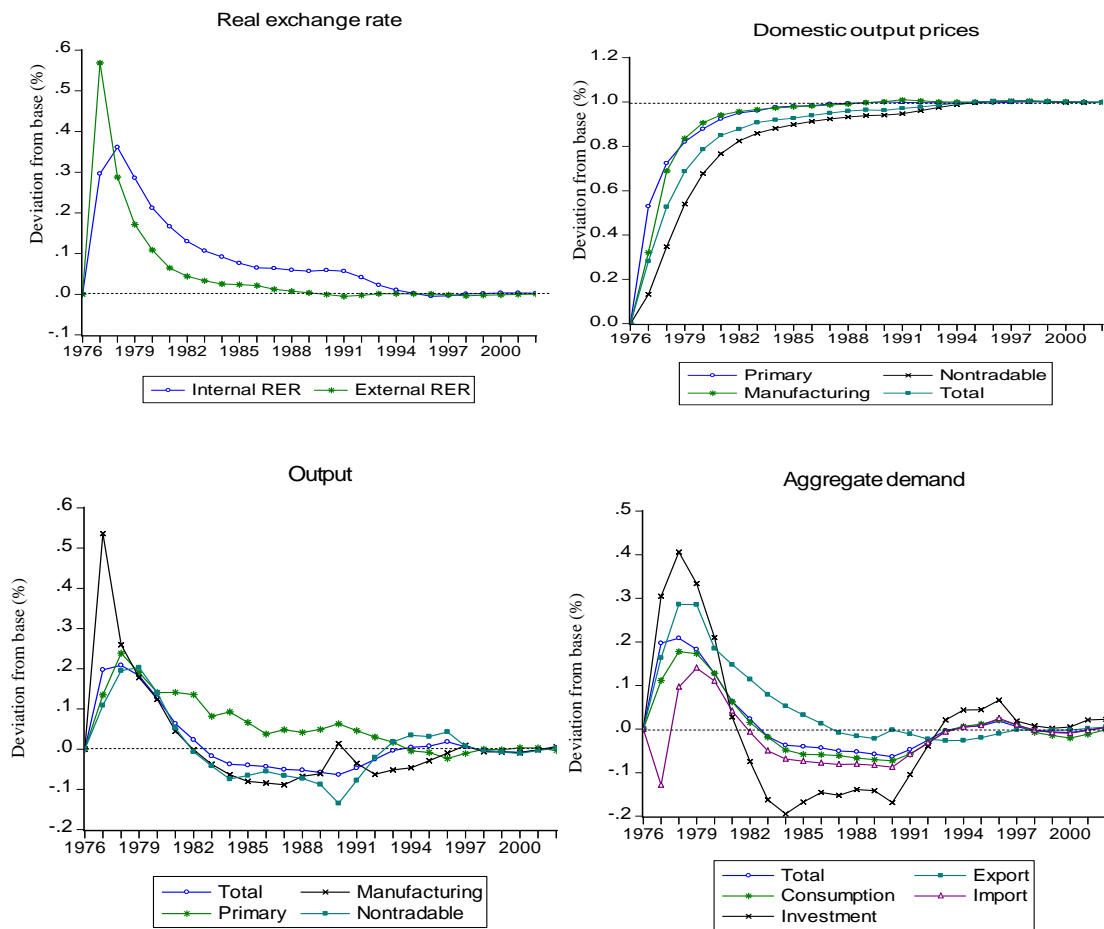 Real exchange rate
Deviation from base (%)
.6
.5
.4
.3
.2
.1
.0
-.1
1976 1979 1982 1985 1988 1991 1994 1997 2000
Internal RER External RER
Domestic output prices
Deviation from base (%)
1.2
1.0
0.8
0.6
0.4
0.2
0.0
1976 1979 1982 1985 1988 1991 1994 1997 2000
Primary Nontradable
Manufacturing Total
Output
Deviation from base (%)
.6
.5
.4
.3
.2
.1
.0
-.1
-.2
1976 1979 1982 1985 1988 1991 1994 1997 2000
Total Manufacturing
Primary Nontradable
Aggregate demand
Deviation from base (%)
.5
.4
.3
.2
.1
.0
-.1
-.2
1976 1979 1982 1985 1988 1991 1994 1997 2000
Total Export
Consumption Import
Investment